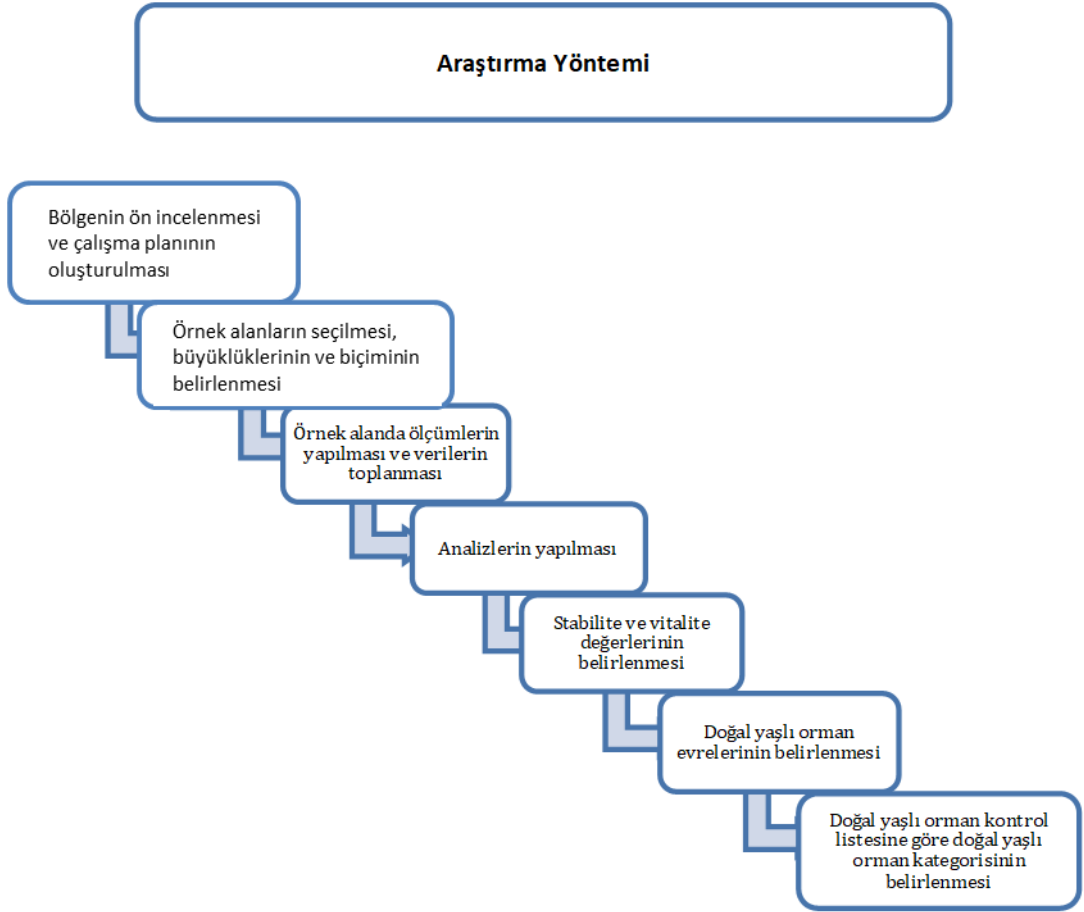 Araştırma Yöntemi
Bölgenin ön incelenmesi
ve çalışma planının
oluşturulması
Örnek alanların seçilmesi,
büyüklüklerinin ve biçiminin
belirlenmesi
Örnek alanda ölçümlerin
yapılması ve verilerin
toplanması
Analizlerin yapılması
Stabilite ve vitalite
değerlerinin
belirlenmesi
Doğal yaşlı orman
evrelerinin belirlenmesi
Doğal yaşlı orman kontrol
listesine göre doğal yaşlı
orman kategorisinin
belirlenmesi